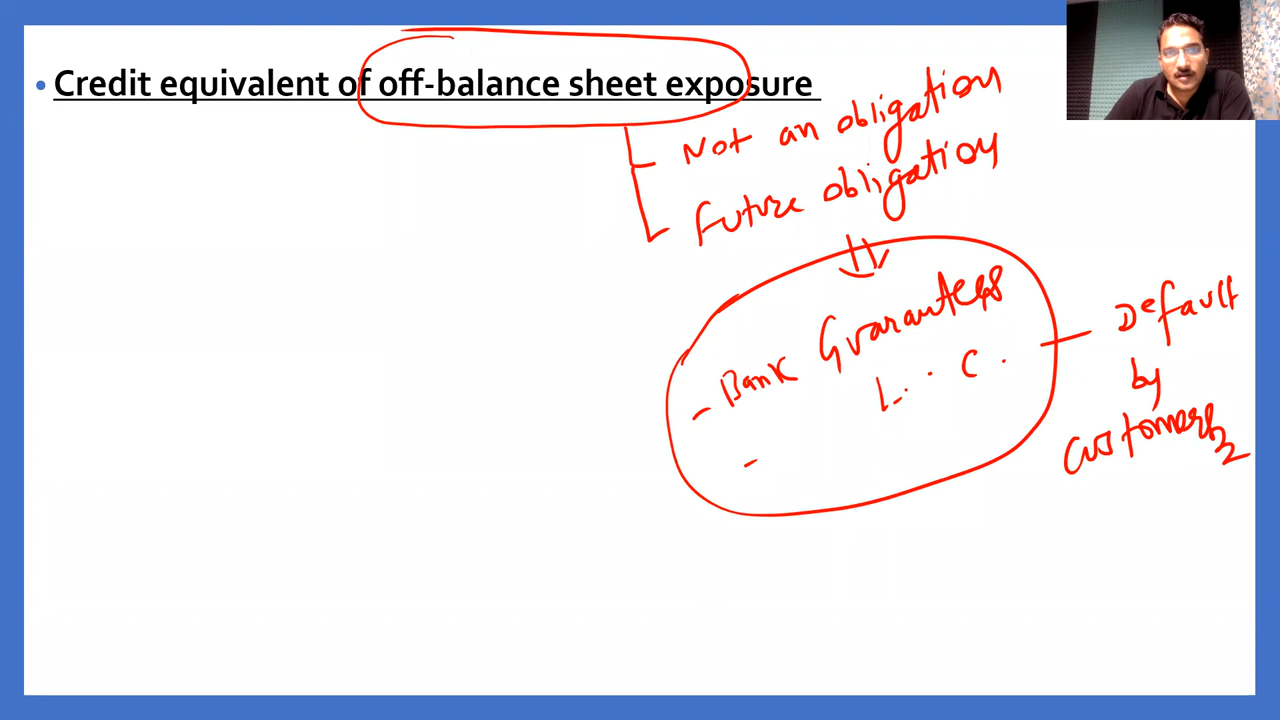 • Credit equivalent of off-balance sheet exposure
Not an obligation
Future obligation
- Bank Guarantees
L.. C.
-
Default
by
customers